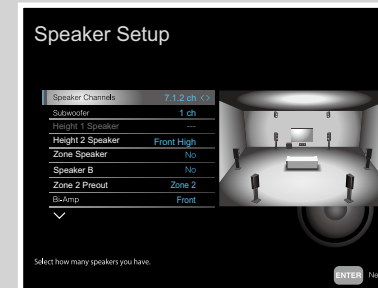 Speaker Setup
Speaker Channels 7.1.2 ch <>
Subwoofer 1 ch
Height 1 Speaker ---
Height 2 Speaker Front High
Zone Speaker No
Speaker B No
Zone 2 Preout Zone 2
Bi-Amp Front
Select how many speakers you have.
ENTER